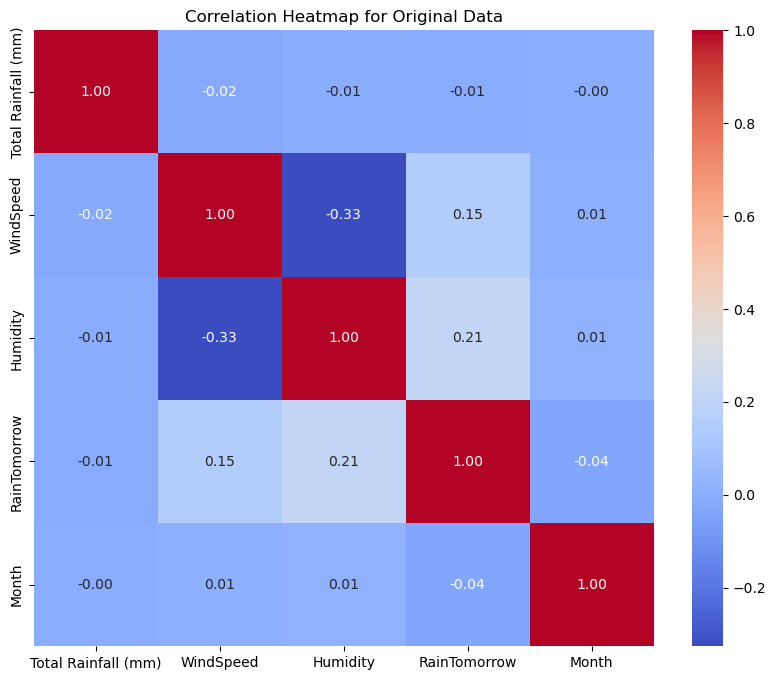 Correlation Heatmap for Original Data
Total Rainfall (mm)
1.00 -0.02 -0.01 -0.01 -0.00
WindSpeed
-0.02 1.00 -0.33 0.15 0.01
Humidity
-0.01 -0.33 1.00 0.21 0.01
RainTomorrow
-0.01 0.15 0.21 1.00 -0.04
Month
-0.00 0.01 0.01 -0.04 1.00
Total Rainfall (mm) WindSpeed Humidity RainTomorrow Month
1.0
0.8
0.6
0.4
0.2
0.0
−0.2